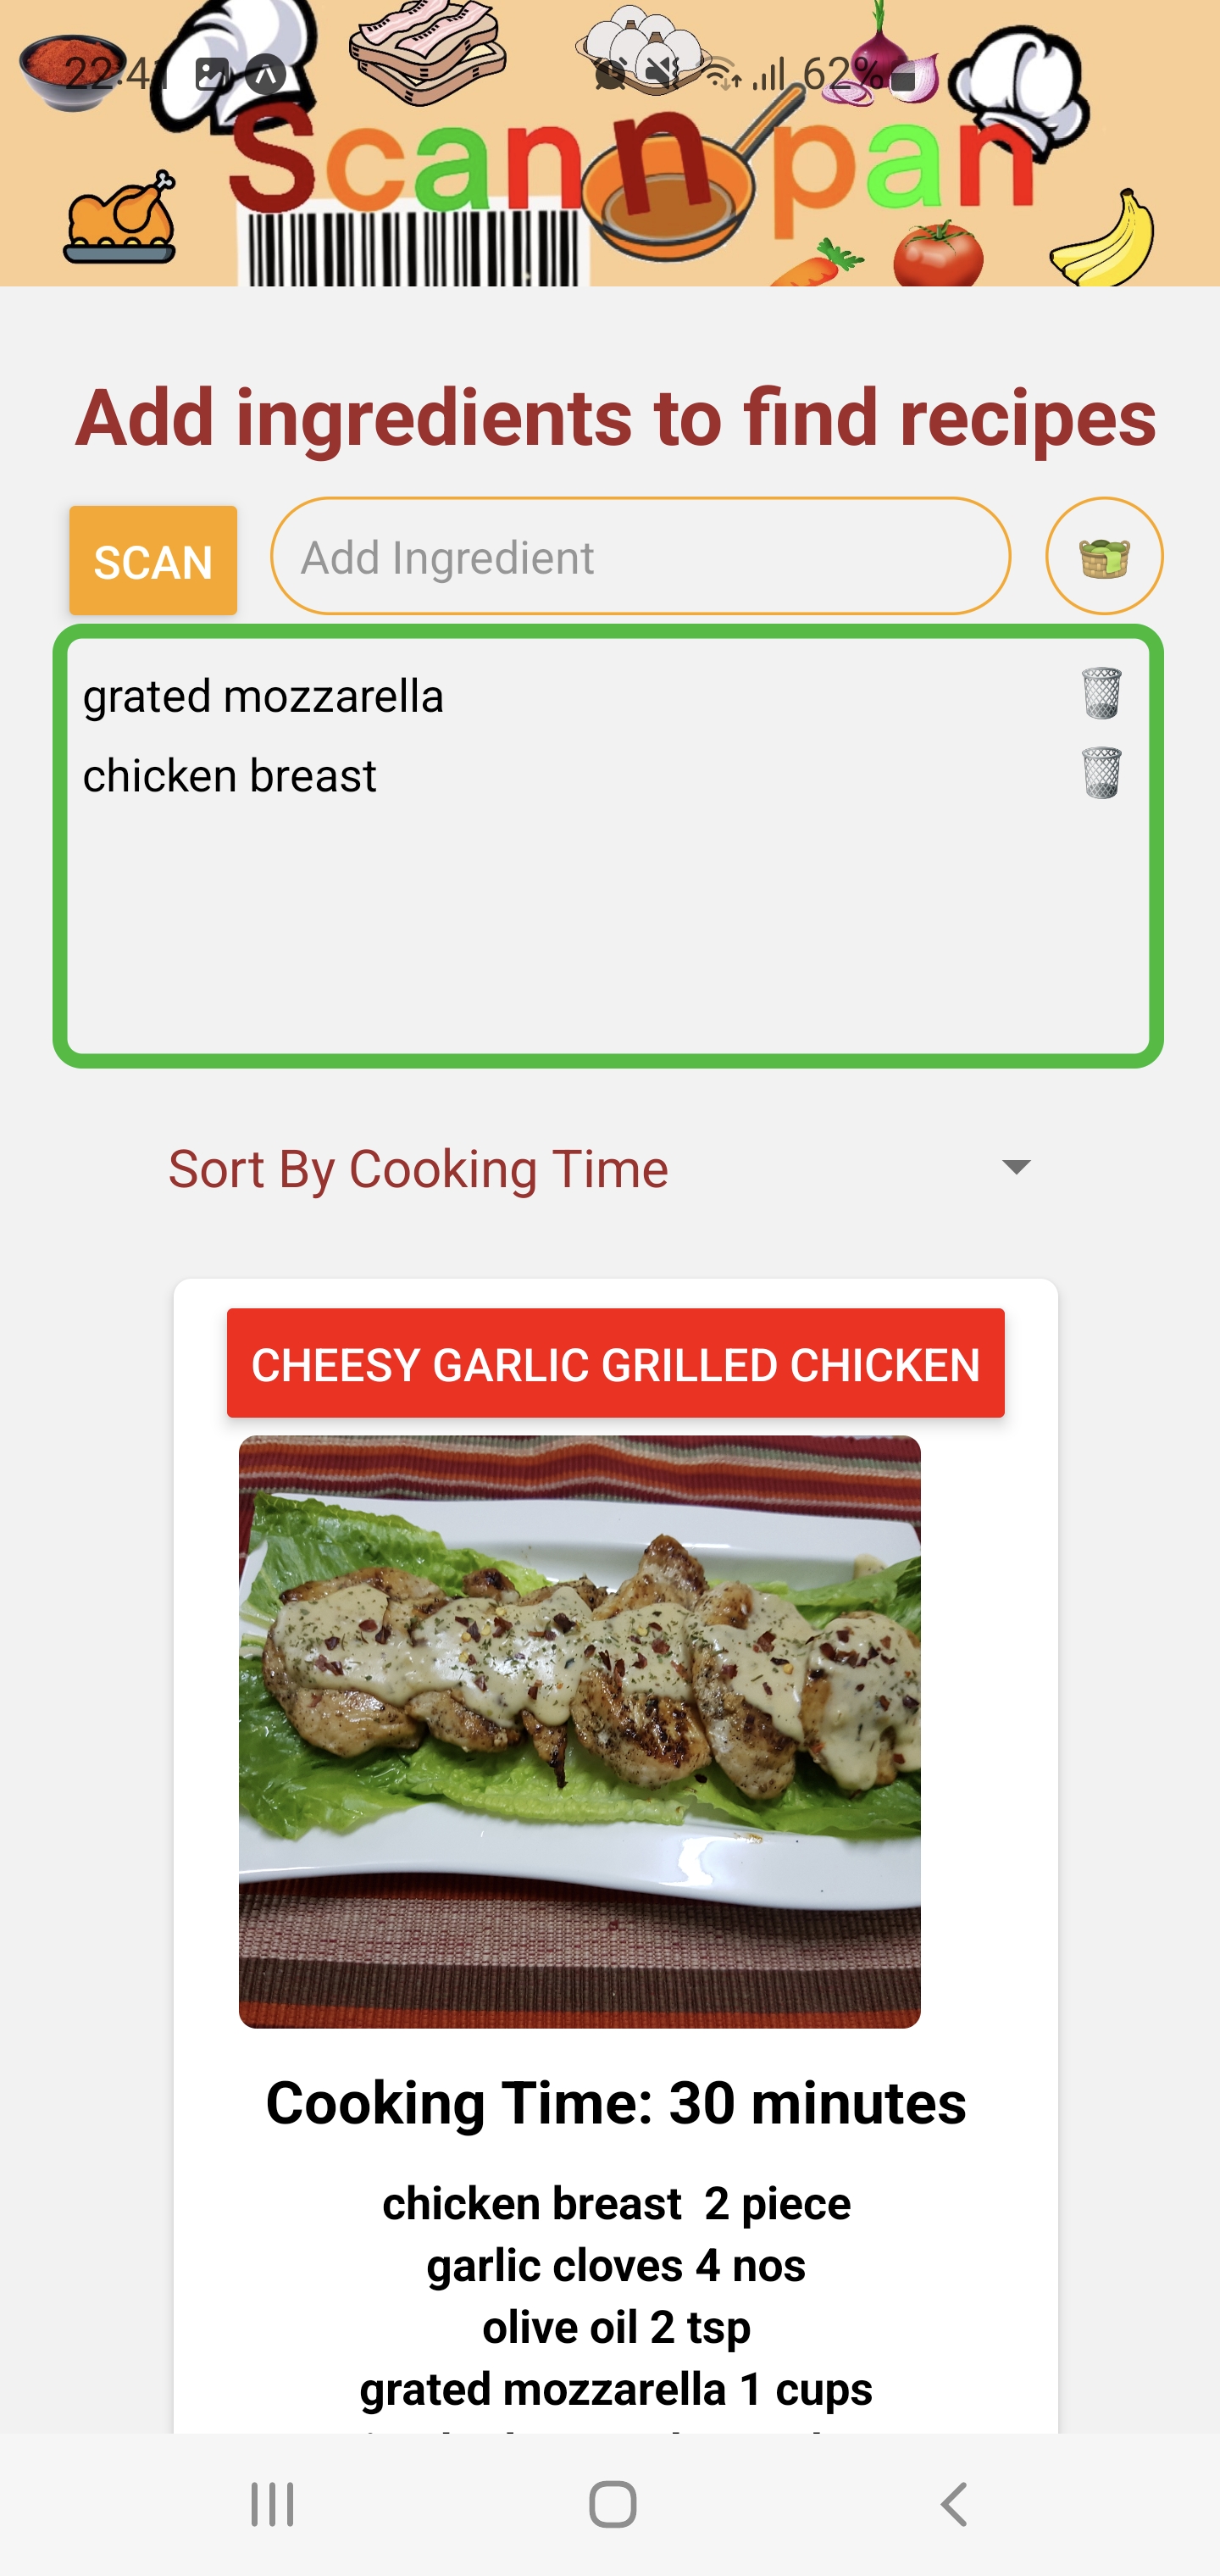 22:41 62%
Scan n pan
Add ingredients to find recipes
SCAN
Add Ingredient
grated mozzarella
chicken breast
Sort By Cooking Time
CHEESY GARLIC GRILLED CHICKEN
Cooking Time: 30 minutes
chicken breast  2 piece
garlic cloves 4 nos
olive oil 2 tsp
grated mozzarella 1 cups